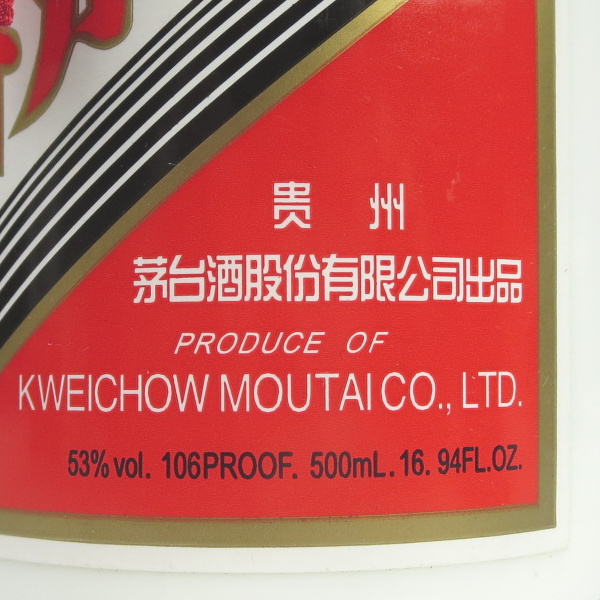 贵 州
茅台酒股份有限公司出品
PRODUCE OF
KWEICHOW MOUTAI CO., LTD.
53% vol. 106PROOF. 500mL. 16. 94FL.OZ.